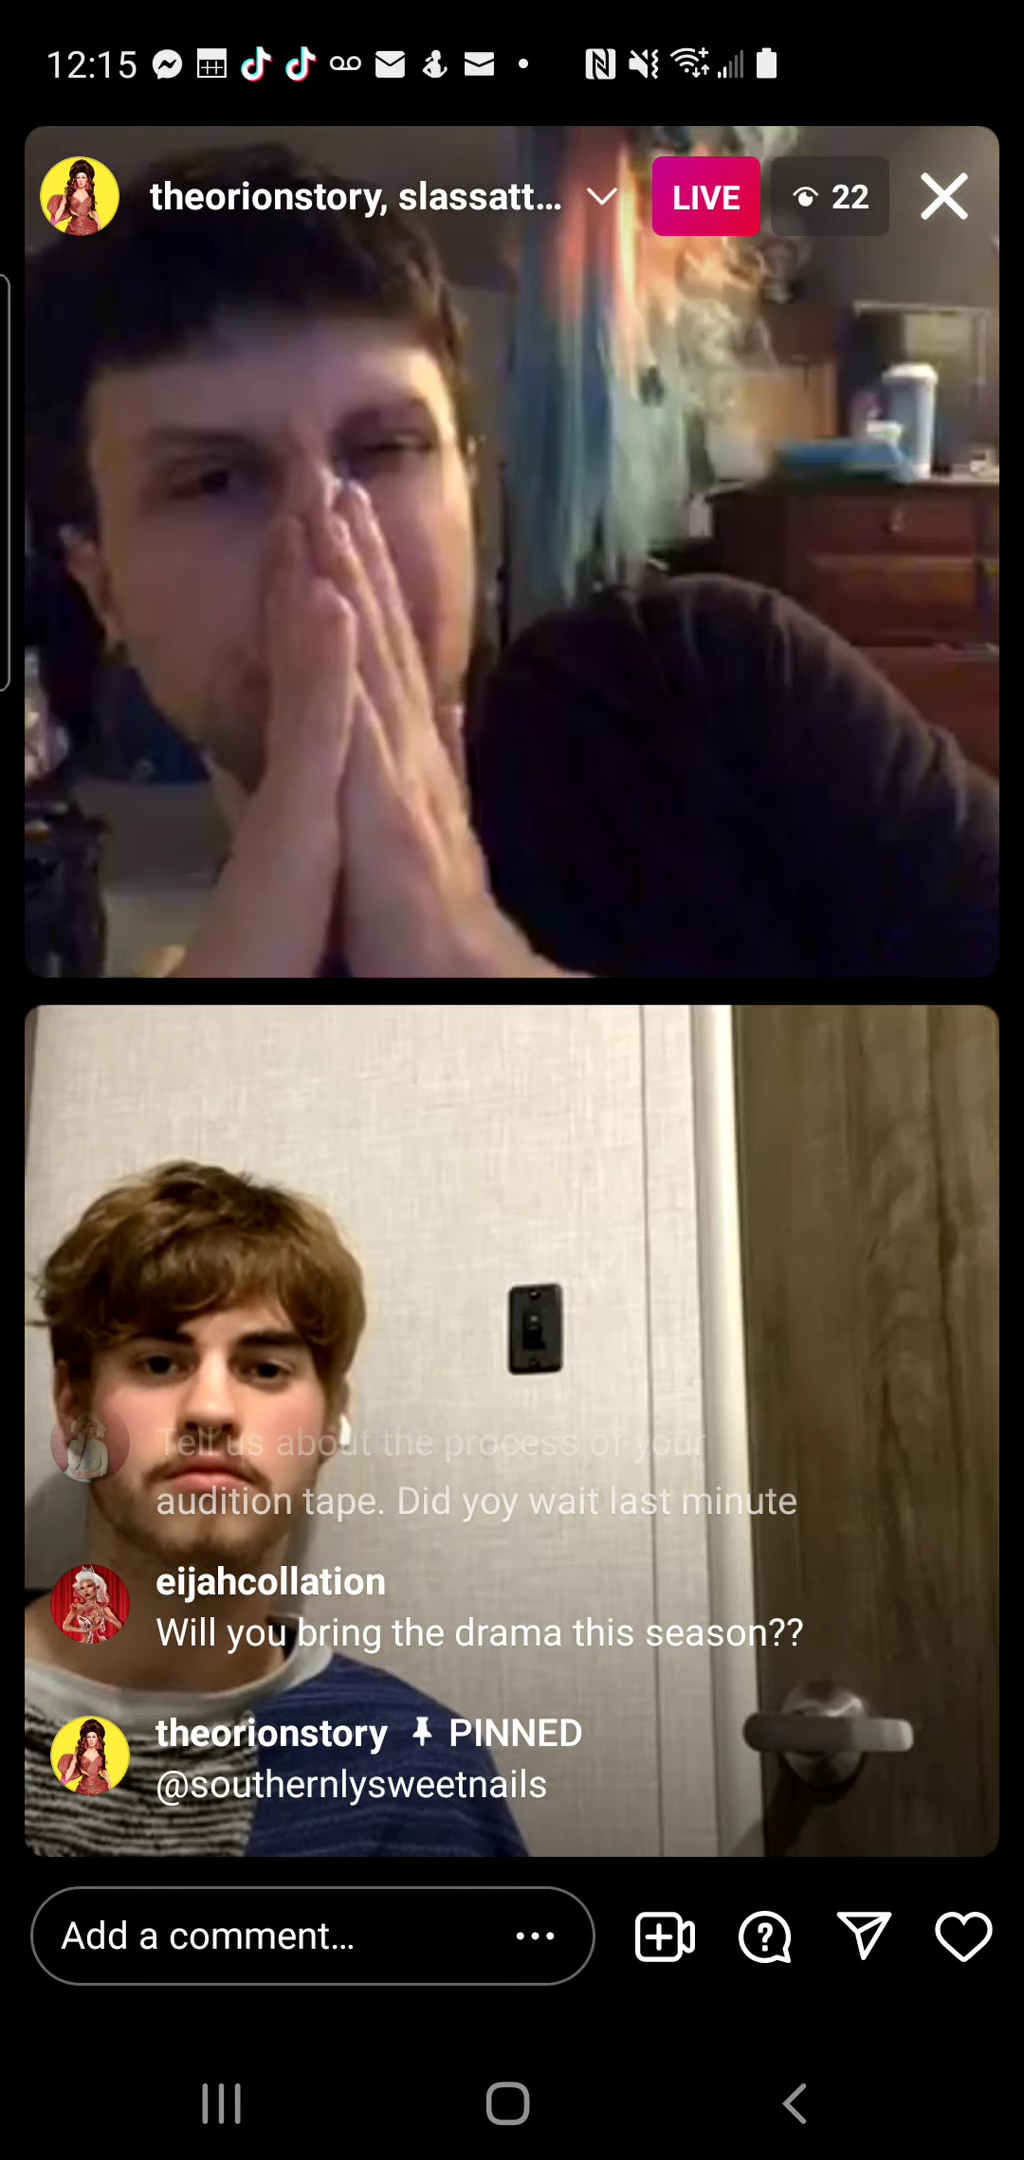 12:15
theorionstory, slassatt...
LIVE
22
Tell us about the process of your
audition tape. Did yoy wait last minute
eijahcollation
Will you bring the drama this season??
theorionstory PINNED
@southernlysweetnails
Add a comment...